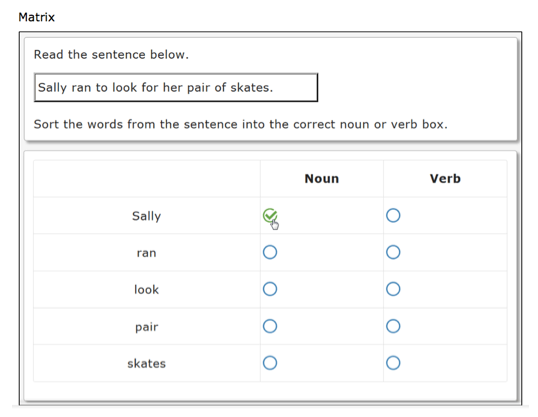 Matrix
Read the sentence below.
Sally ran to look for her pair of skates.
Sort the words from the sentence into the correct noun or verb box.
Noun Verb
Sally
ran
look
pair
skates